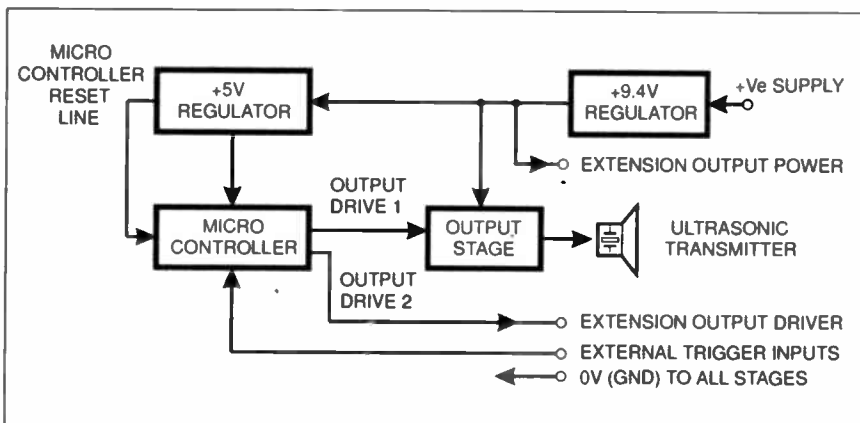 MICRO
CONTROLLER
RESET
LINE
+5V
REGULATOR
+9.4V
REGULATOR
+Ve SUPPLY
EXTENSION OUTPUT POWER
OUTPUT
DRIVE 1
MICRO
CONTROLLER
OUTPUT
STAGE
ULTRASONIC
TRANSMITTER
OUTPUT
DRIVE 2
EXTENSION OUTPUT DRIVER
EXTERNAL TRIGGER INPUTS
0V (GND) TO ALL STAGES